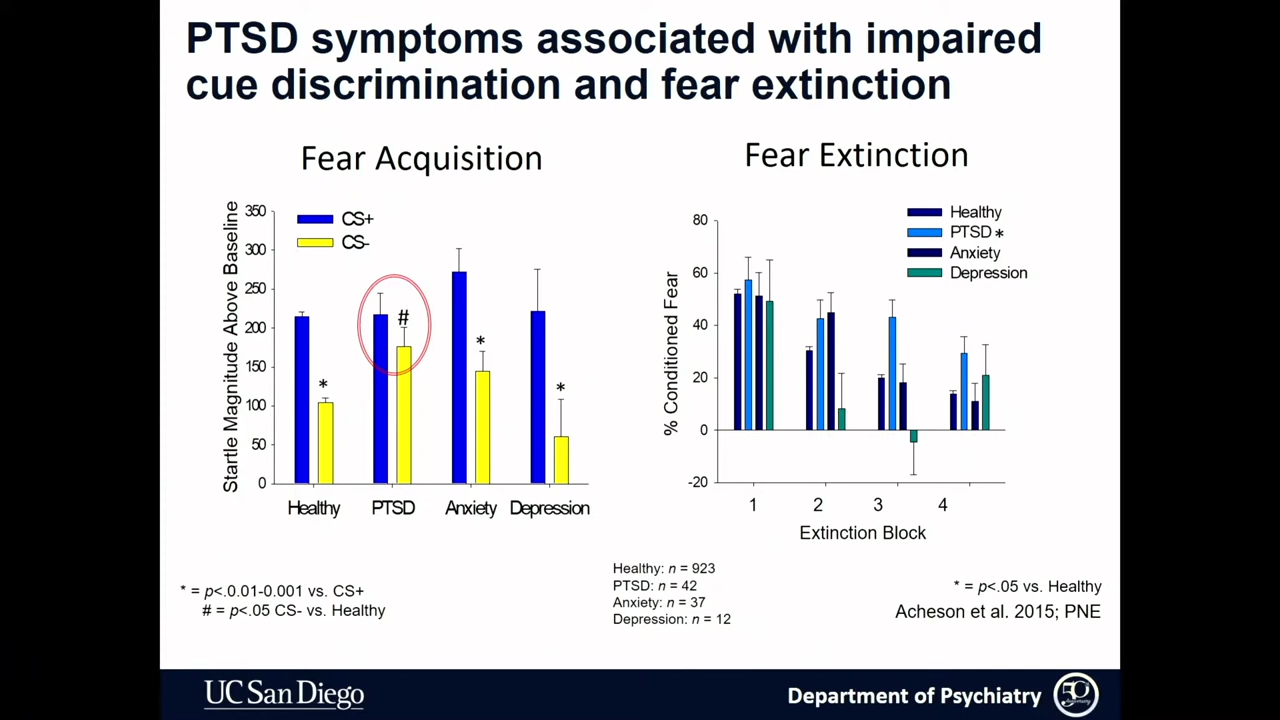 PTSD symptoms associated with impaired
cue discrimination and fear extinction
Fear Acquisition
Startle Magnitude Above Baseline
350
300
250
200
150
100
50
0
CS+
CS-
*
#
*
*
Healthy
PTSD
Anxiety
Depression
* = p<.0.01-0.001 vs. CS+
# = p<.05 CS- vs. Healthy
Fear Extinction
% Conditioned Fear
80
60
40
20
0
-20
Healthy
PTSD *
Anxiety
Depression
1 2 3 4
Extinction Block
Healthy: n = 923
PTSD: n = 42
Anxiety: n = 37
Depression: n = 12
* = p<.05 vs. Healthy
Acheson et al. 2015; PNE
UC San Diego
Department of Psychiatry
50